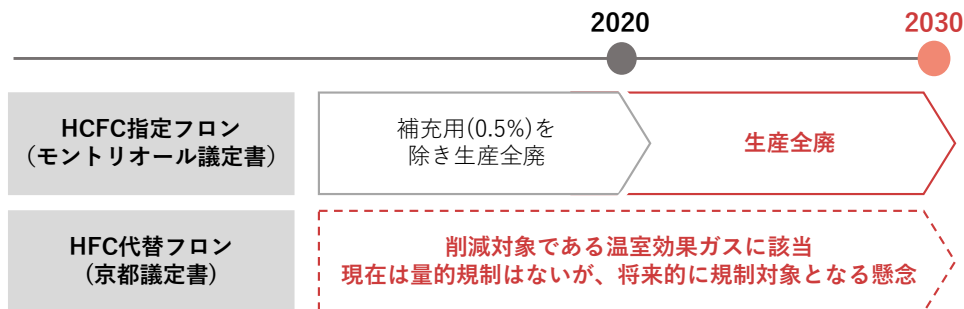 2020
2030
HCFC指定フロン
（モントリオール議定書）
補充用(0.5%)を
除き生産全廃
生産全廃
HFC代替フロン
(京都議定書)
削減対象である温室効果ガスに該当
現在は量的規制はないが、将来的に規制対象となる懸念